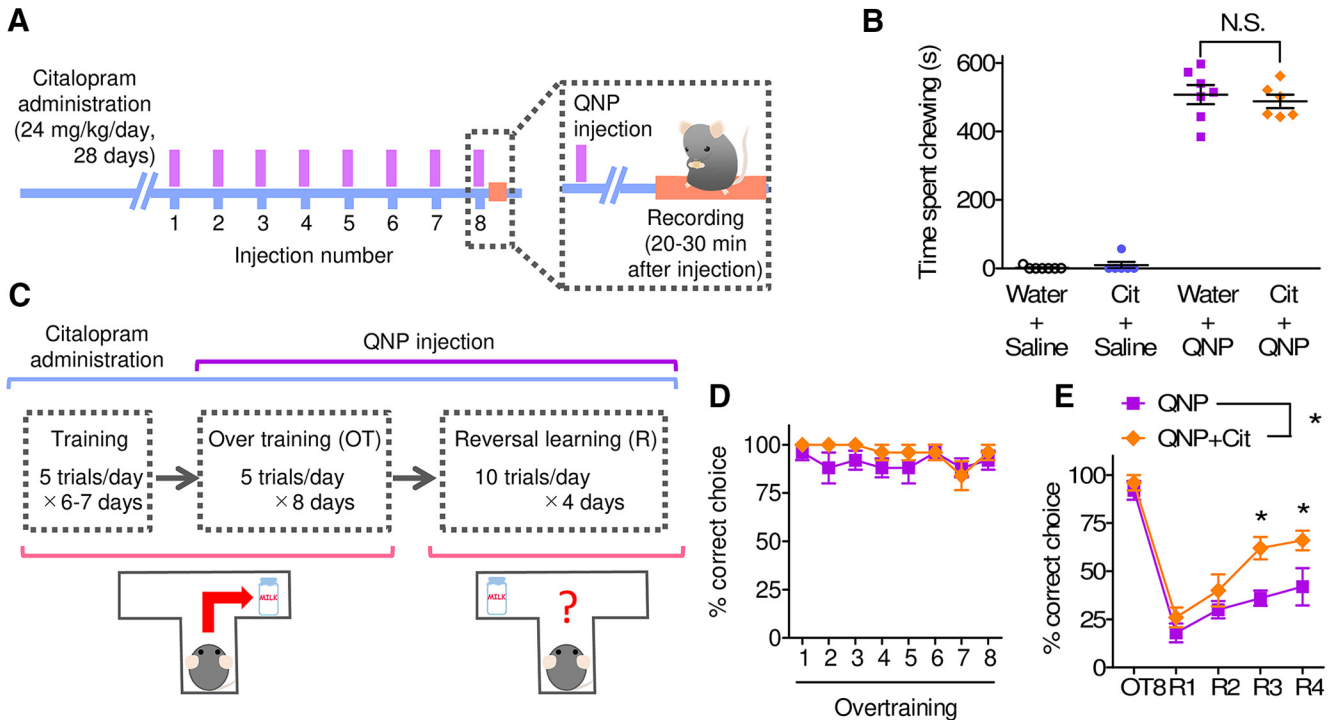 A
Citalopram
administration
(24 mg/kg/day,
28 days)
1 2 3 4 5 6 7 8
Injection number
QNP
injection
Recording
(20-30 min
after injection)
B
N.S.
Time spent chewing (s)
600
400
200
0
Water Cit Water Cit
+ + + +
Saline Saline QNP QNP
C
Citalopram
administration
QNP injection
Training
5 trials/day
×6-7 days
Over training (OT)
5 trials/day
×8 days
Reversal learning (R)
10 trials/day
×4 days
MILK
MILK
?
D
% correct choice
100
75
50
25
0
1 2 3 4 5 6 7 8
Overtraining
E
QNP
QNP+Cit
*
% correct choice
100
75
50
25
0
* *
OT8 R1 R2 R3 R4